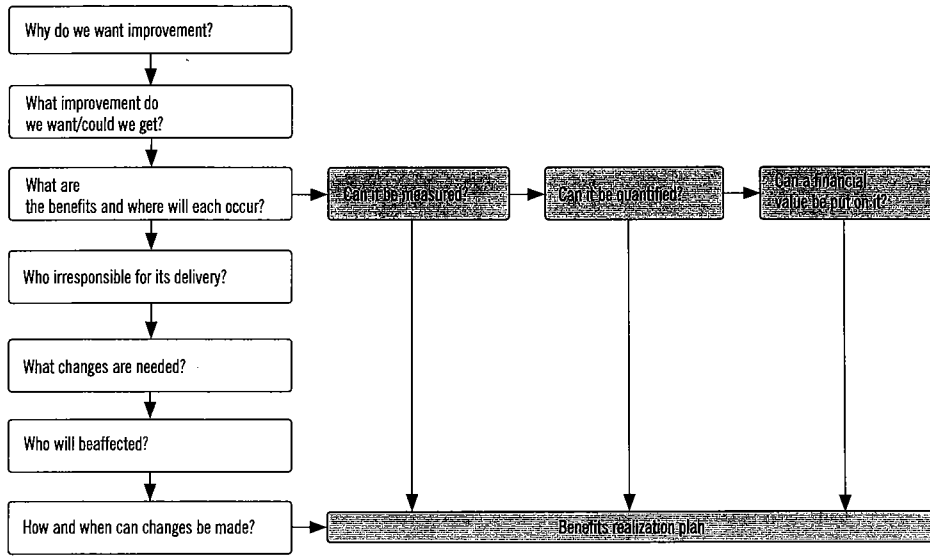 Why do we want improvement?
What improvement do
we want/could we get?
What are
the benefits and where will each occur?
Can it be measured?
Can it be quantified?
Can a financial
value be put on it?
Who irresponsible for its delivery?
What changes are needed?
Who will beaffected?
How and when can changes be made?
Benefits realization plan